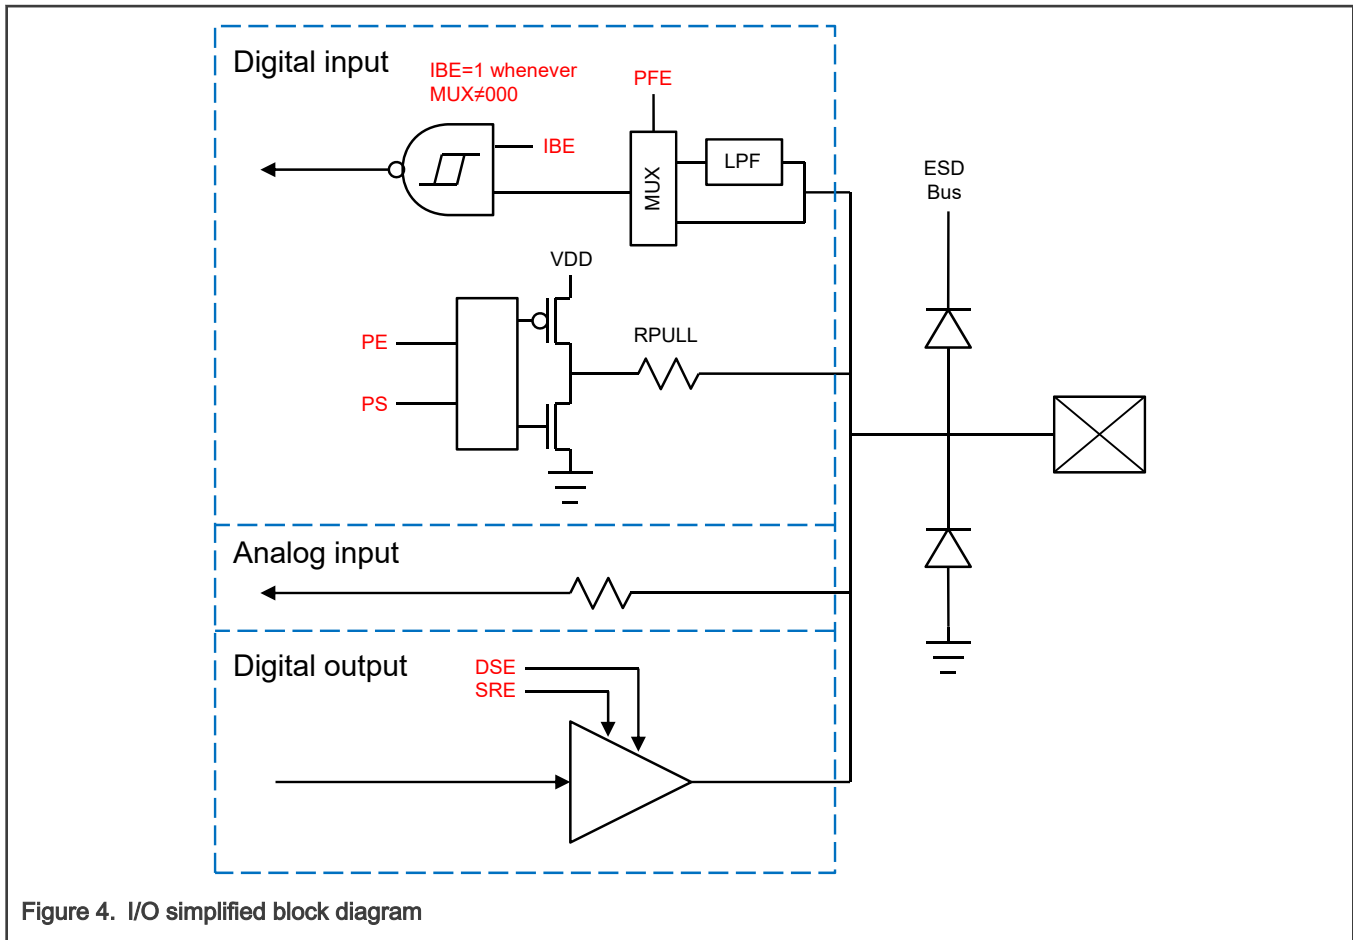 Digital input
IBE=1 whenever
MUX≠000
PFE
IBE
MUX
LPF
ESD
Bus
VDD
PE
RPULL
PS
Analog input
Digital output
DSE
SRE
Figure 4. I/O simplified block diagram